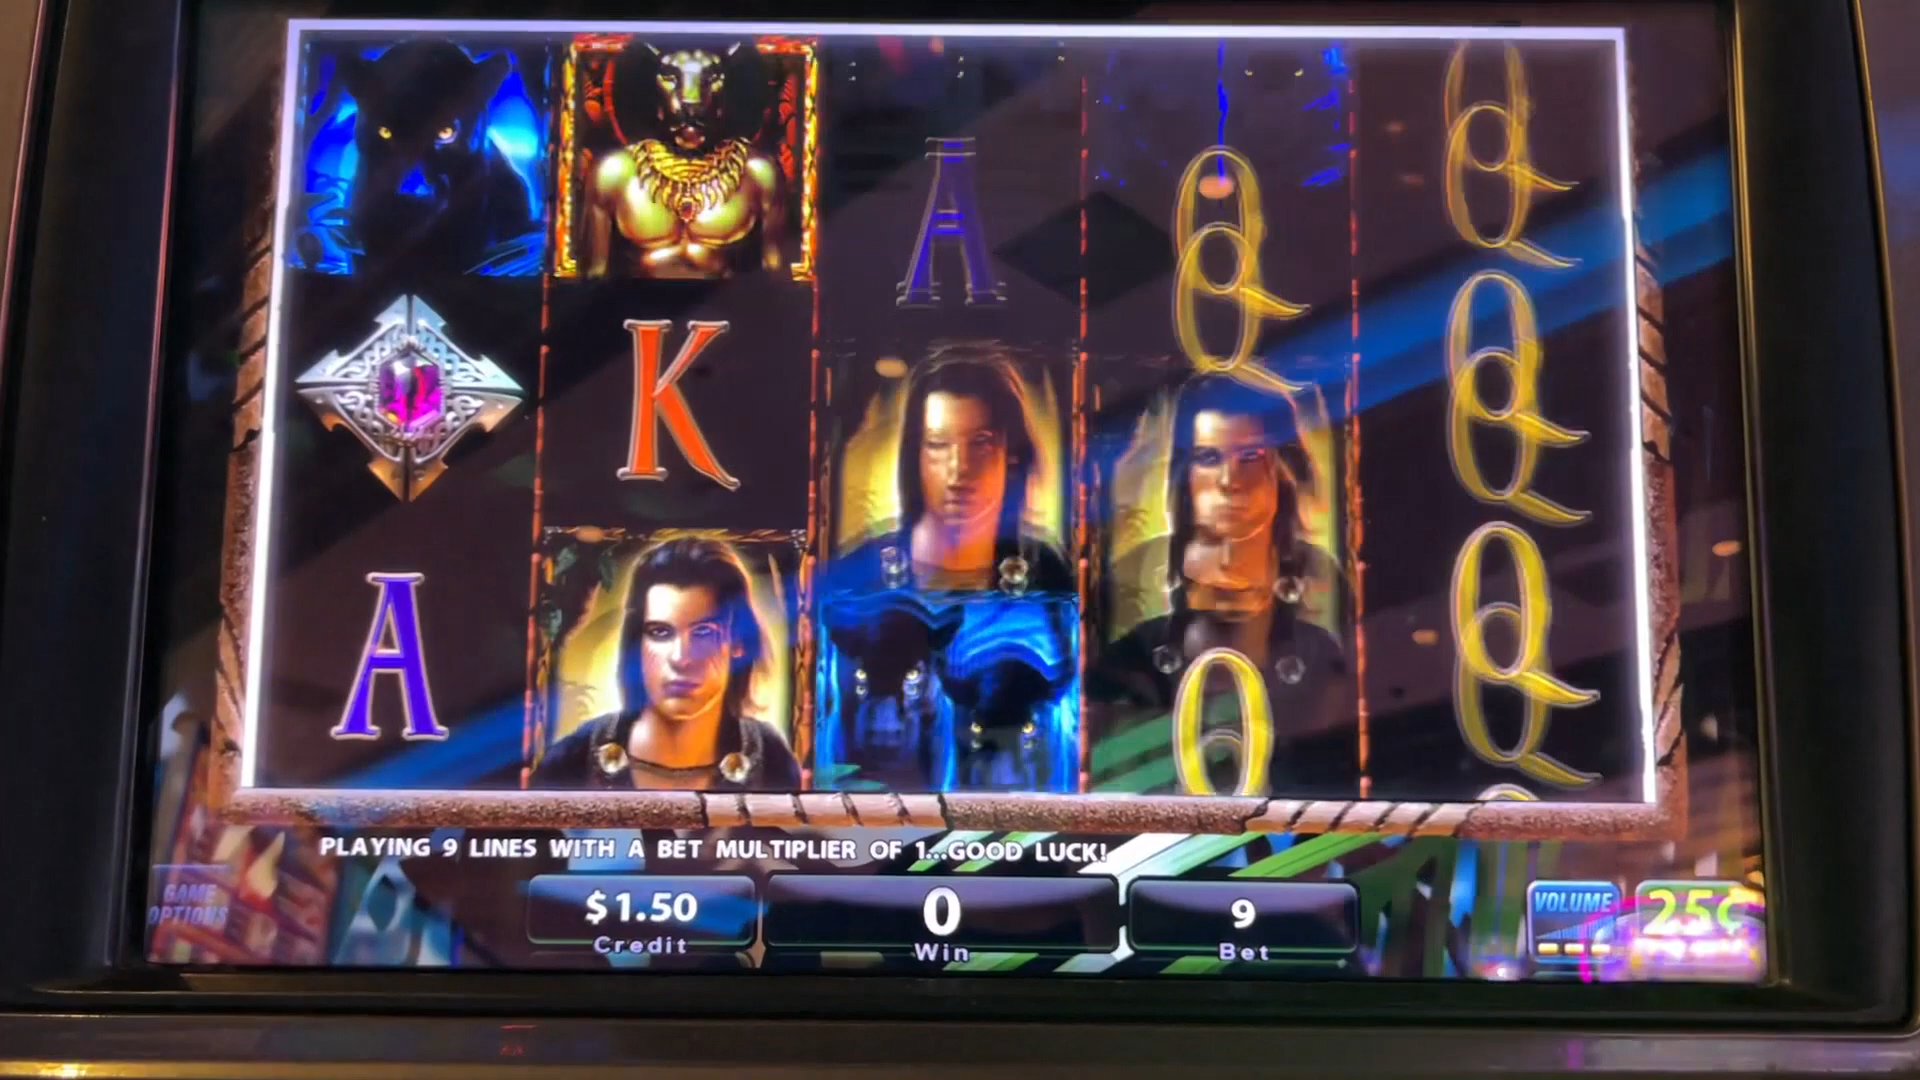 A
Q
Q
Q
K
Q
Q
A
Q
Q
Q
PLAYING 9 LINES WITH A BET MULTIPLIER OF 1...GOOD LUCK!
GAME OPTIONS
$1.50
Credit
0
Win
9
Bet
VOLUME
25¢